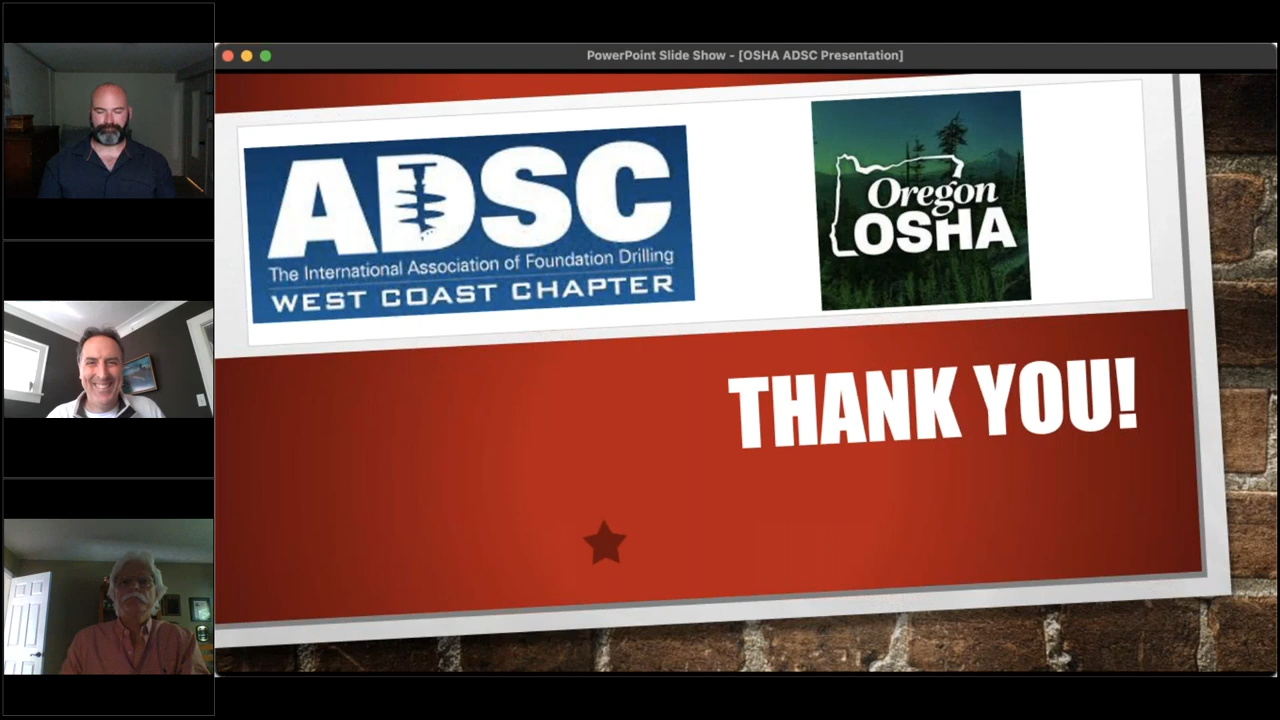 PowerPoint Slide Show - [OSHA ADSC Presentation]
ADSC
The International Association of Foundation Drilling
WEST COAST CHAPTER
Oregon
OSHA
THANK YOU!